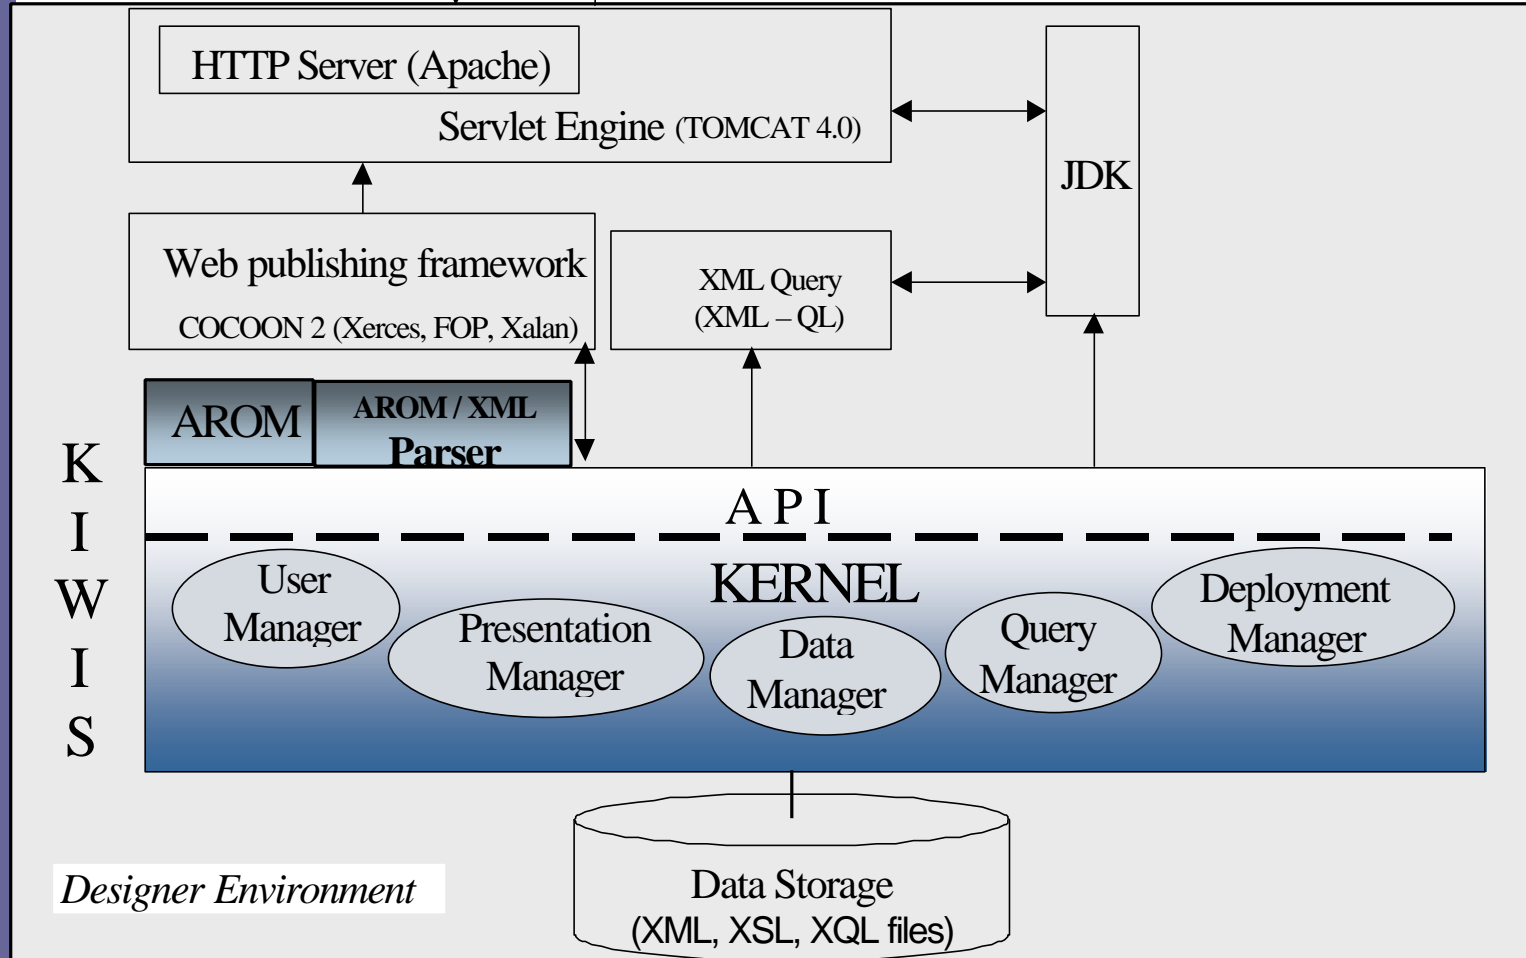 HTTP Server (Apache)
Servlet Engine (TOMCAT 4.0)
JDK
Web publishing framework
COCOON 2 (Xerces, FOP, Xalan)
XML Query
(XML – QL)
AROM
AROM / XML
Parser
K
I
W
I
S
A P I
KERNEL
User
Manager
Presentation
Manager
Data
Manager
Query
Manager
Deployment
Manager
Designer Environment
Data Storage
(XML, XSL, XQL files)